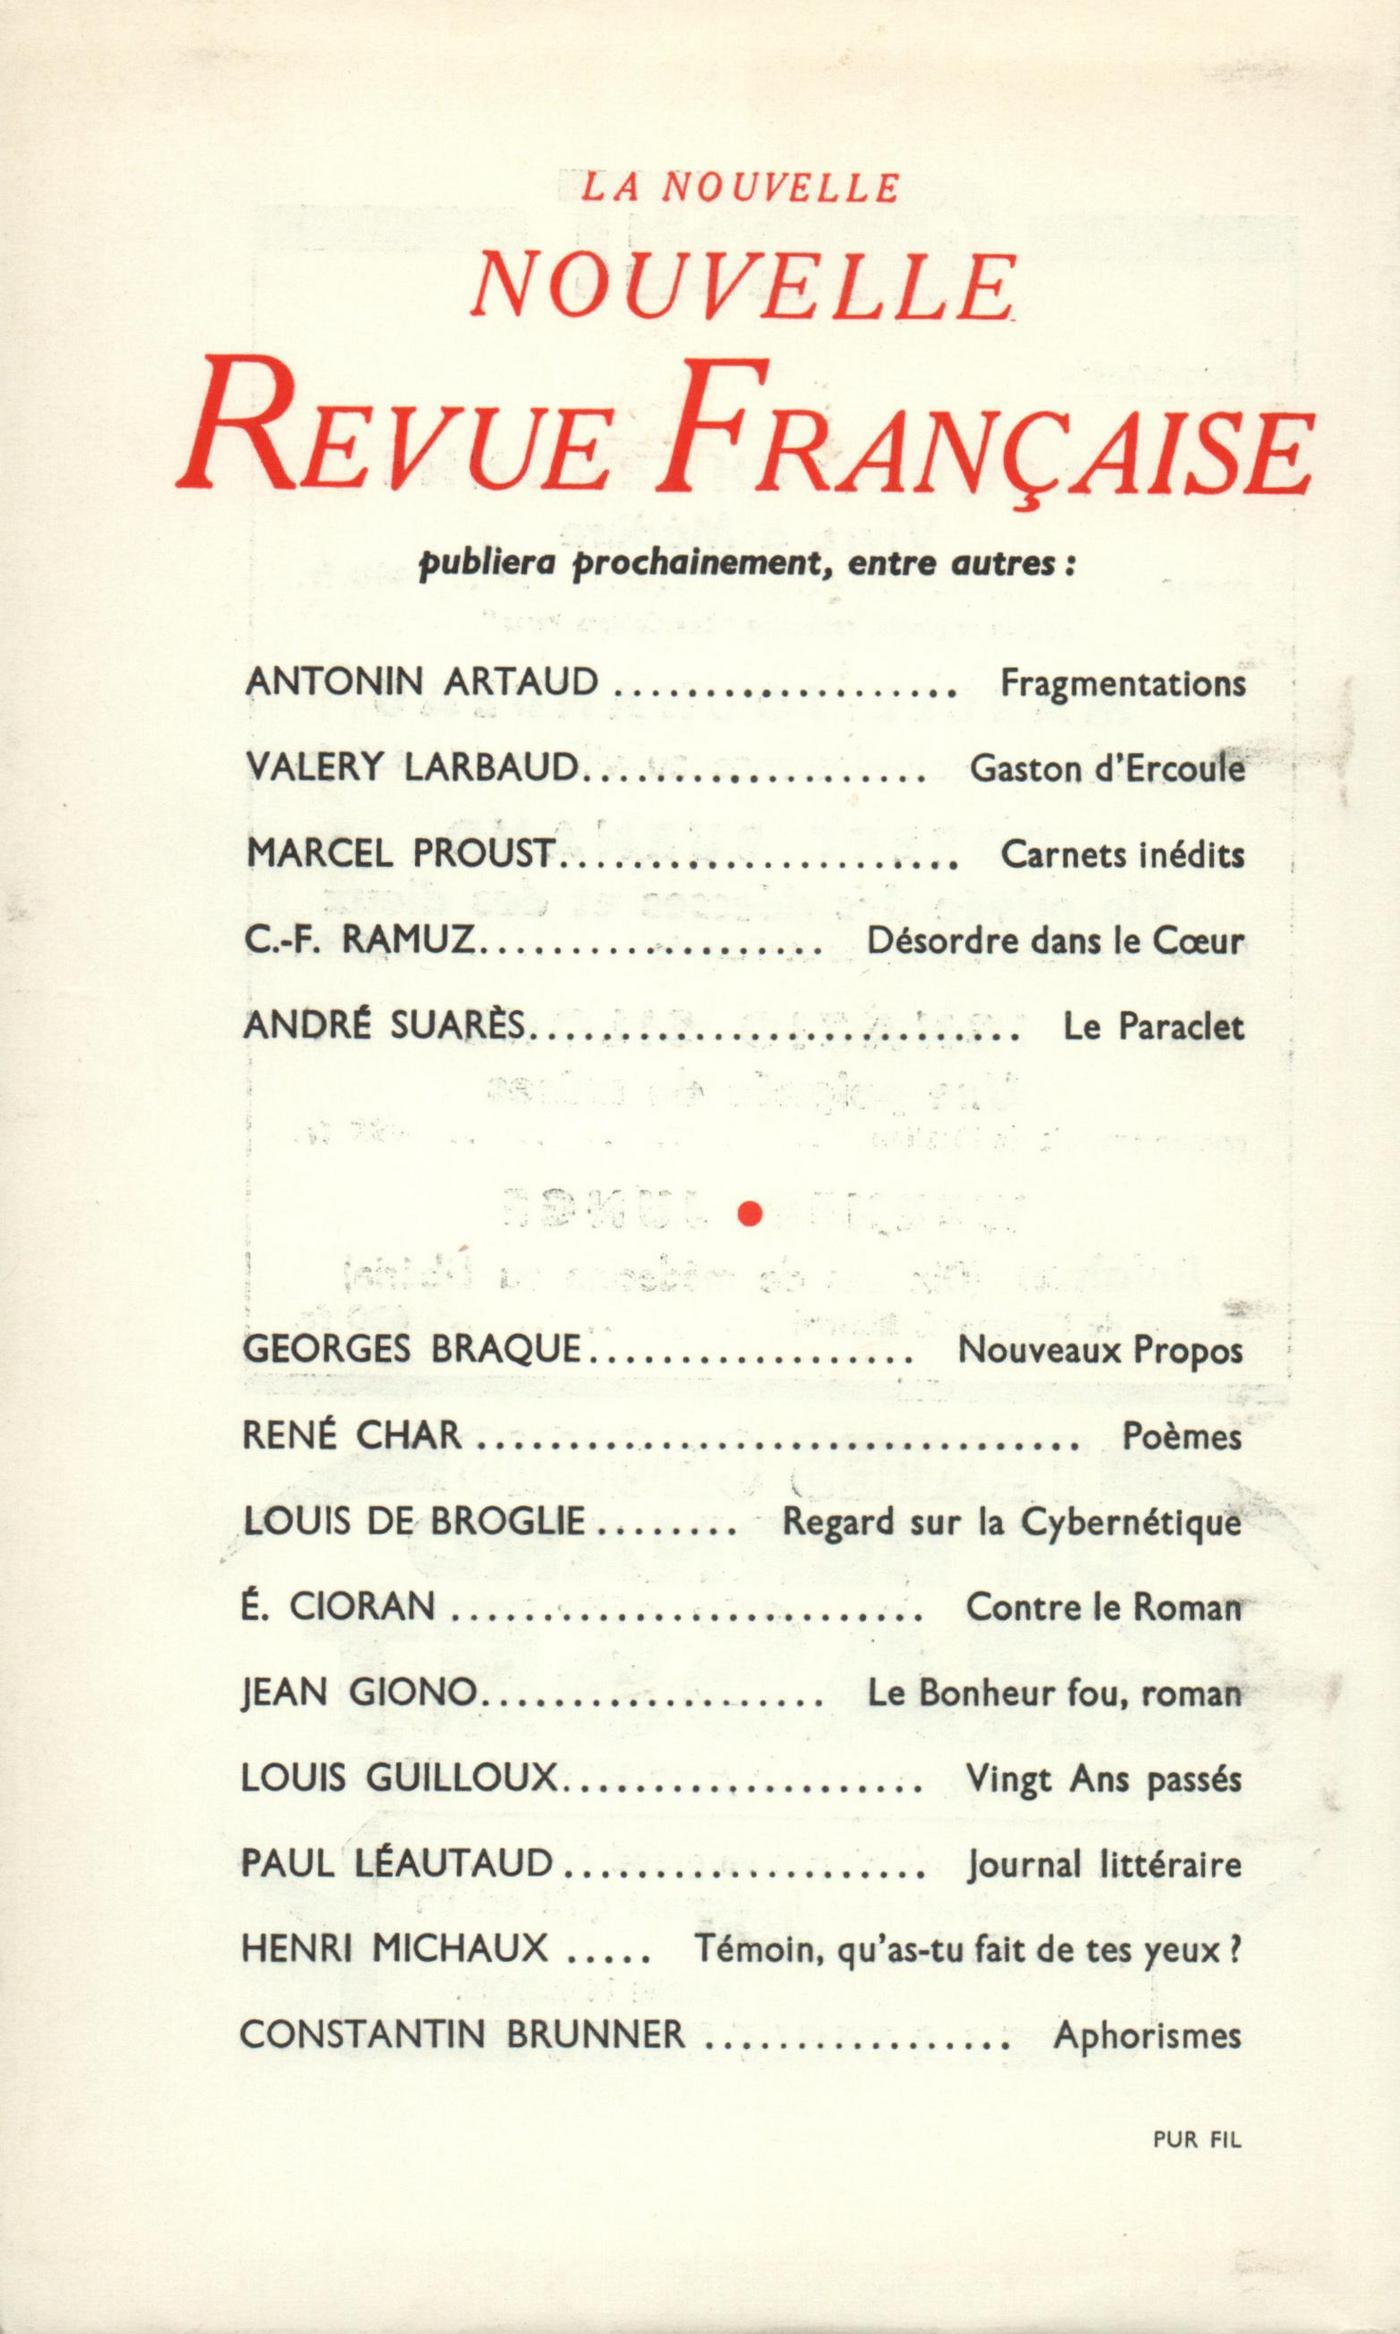 LA NOUVELLE
NOUVELLE
REVUE FRANÇAISE
publiera prochainement, entre autres :
ANTONIN ARTAUD ................... Fragmentations
VALERY LARBAUD................... Gaston d'Ercoule
MARCEL PROUST...................... Carnets inédits
C.-F. RAMUZ................... Désordre dans le Cœur
ANDRÉ SUARÈS........................... Le Paraclet
GEORGES BRAQUE.................. Nouveaux Propos
RENÉ CHAR ................................. Poèmes
LOUIS DE BROGLIE ........ Regard sur la Cybernétique
É. CIORAN .......................... Contre le Roman
JEAN GIONO................... Le Bonheur fou, roman
LOUIS GUILLOUX.................... Vingt Ans passés
PAUL LÉAUTAUD .................... Journal littéraire
HENRI MICHAUX ..... Témoin, qu'as-tu fait de tes yeux ?
CONSTANTIN BRUNNER ................. Aphorismes
PUR FIL